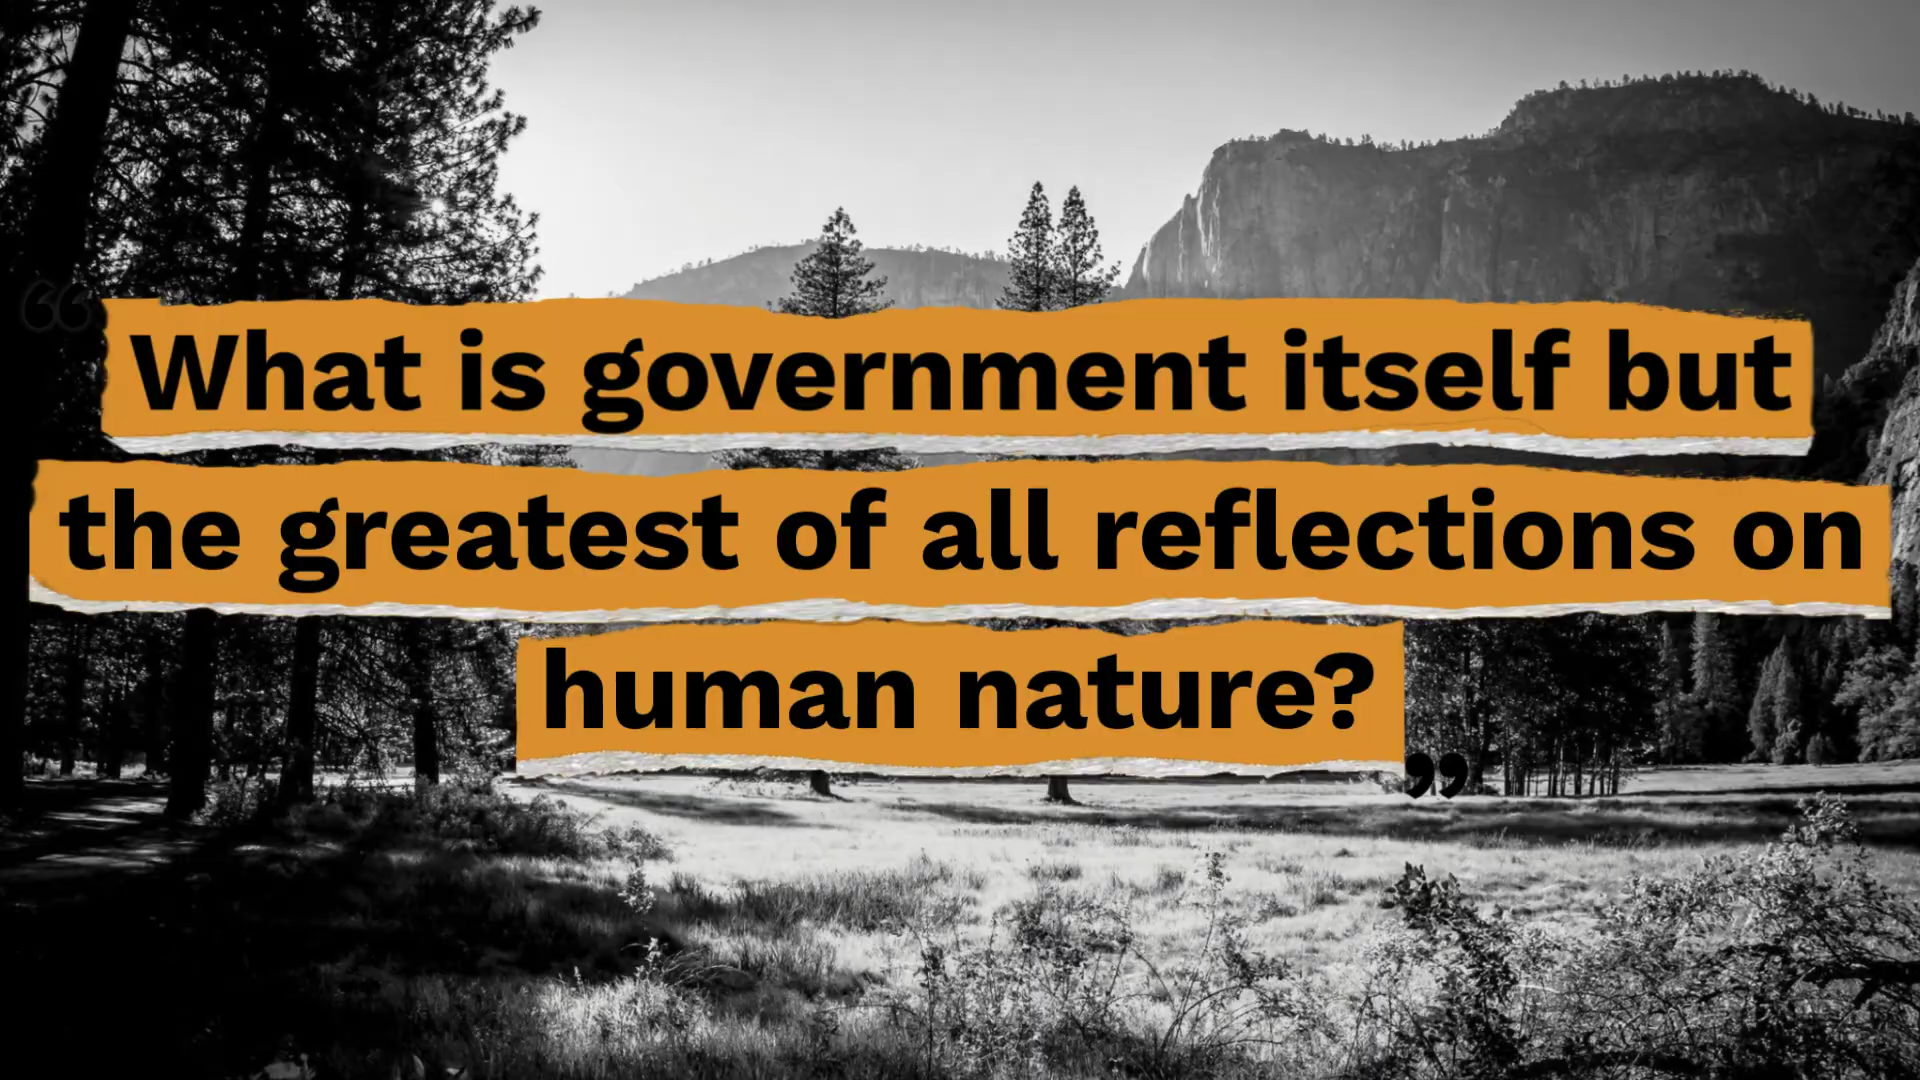 “What is government itself but
the greatest of all reflections on
human nature?”